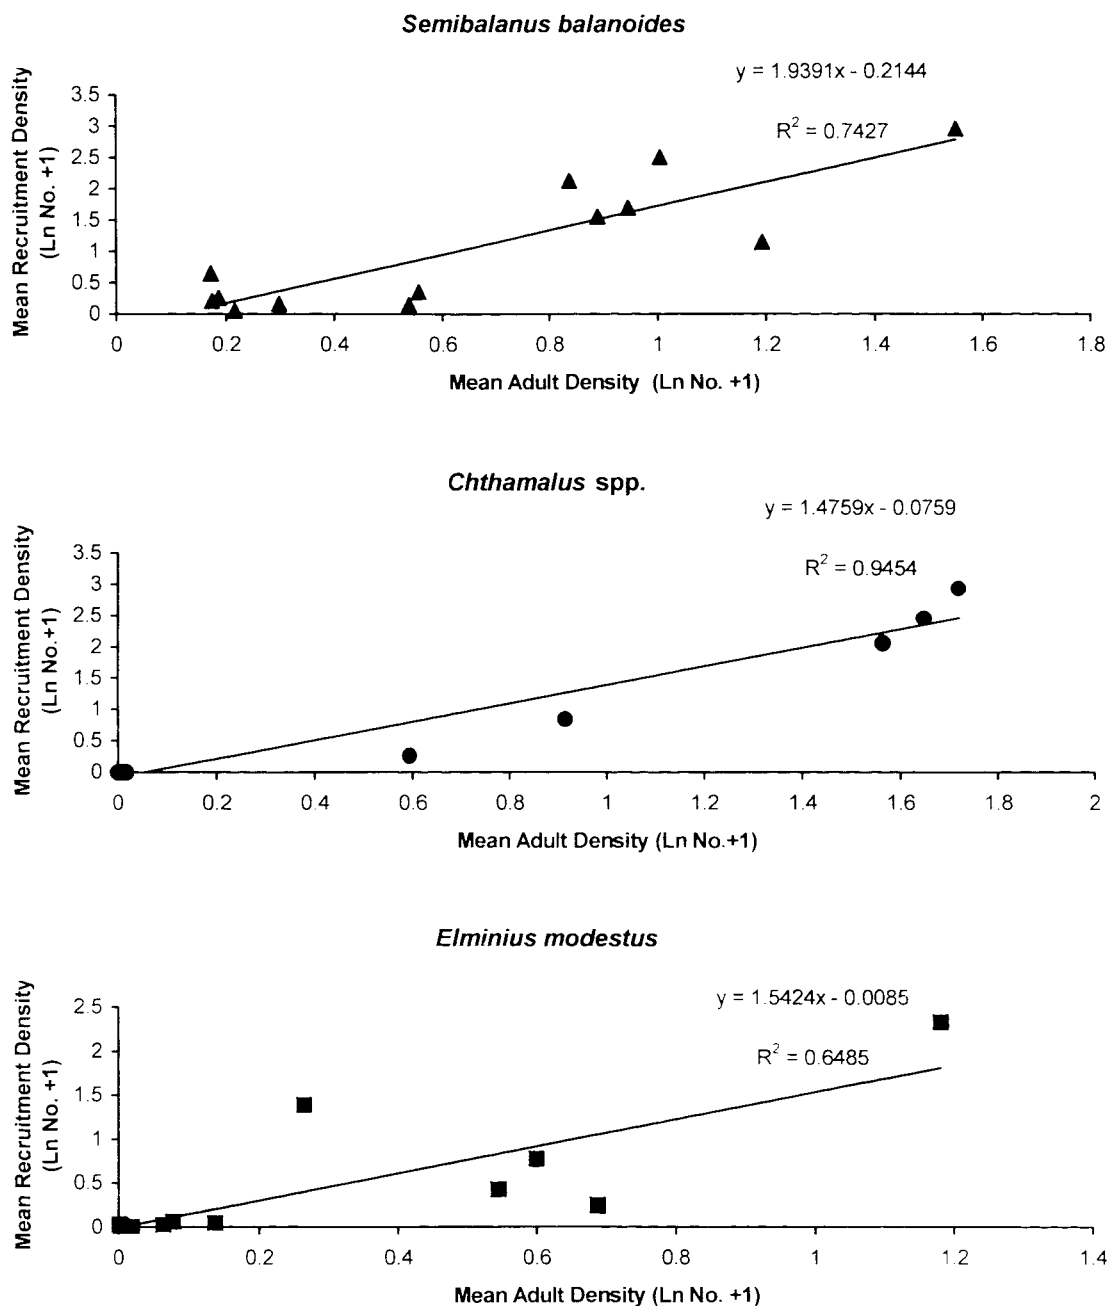 Semibalanus balanoides
y = 1.9391x - 0.2144
R² = 0.7427
Mean Recruitment Density
(Ln No. +1)
3.5
3
2.5
2
1.5
1
0.5
0
0 0.2 0.4 0.6 0.8 1 1.2 1.4 1.6 1.8
Mean Adult Density (Ln No. +1)
Chthamalus spp.
y = 1.4759x - 0.0759
R² = 0.9454
Mean Recruitment Density
(Ln No.+1)
3.5
3
2.5
2
1.5
1
0.5
0
0 0.2 0.4 0.6 0.8 1 1.2 1.4 1.6 1.8 2
Mean Adult Density (Ln No.+1)
Elminius modestus
y = 1.5424x - 0.0085
R² = 0.6485
Mean Recruitment Density
(Ln No. +1)
2.5
2
1.5
1
0.5
0
0 0.2 0.4 0.6 0.8 1 1.2 1.4
Mean Adult Density (Ln No. +1)